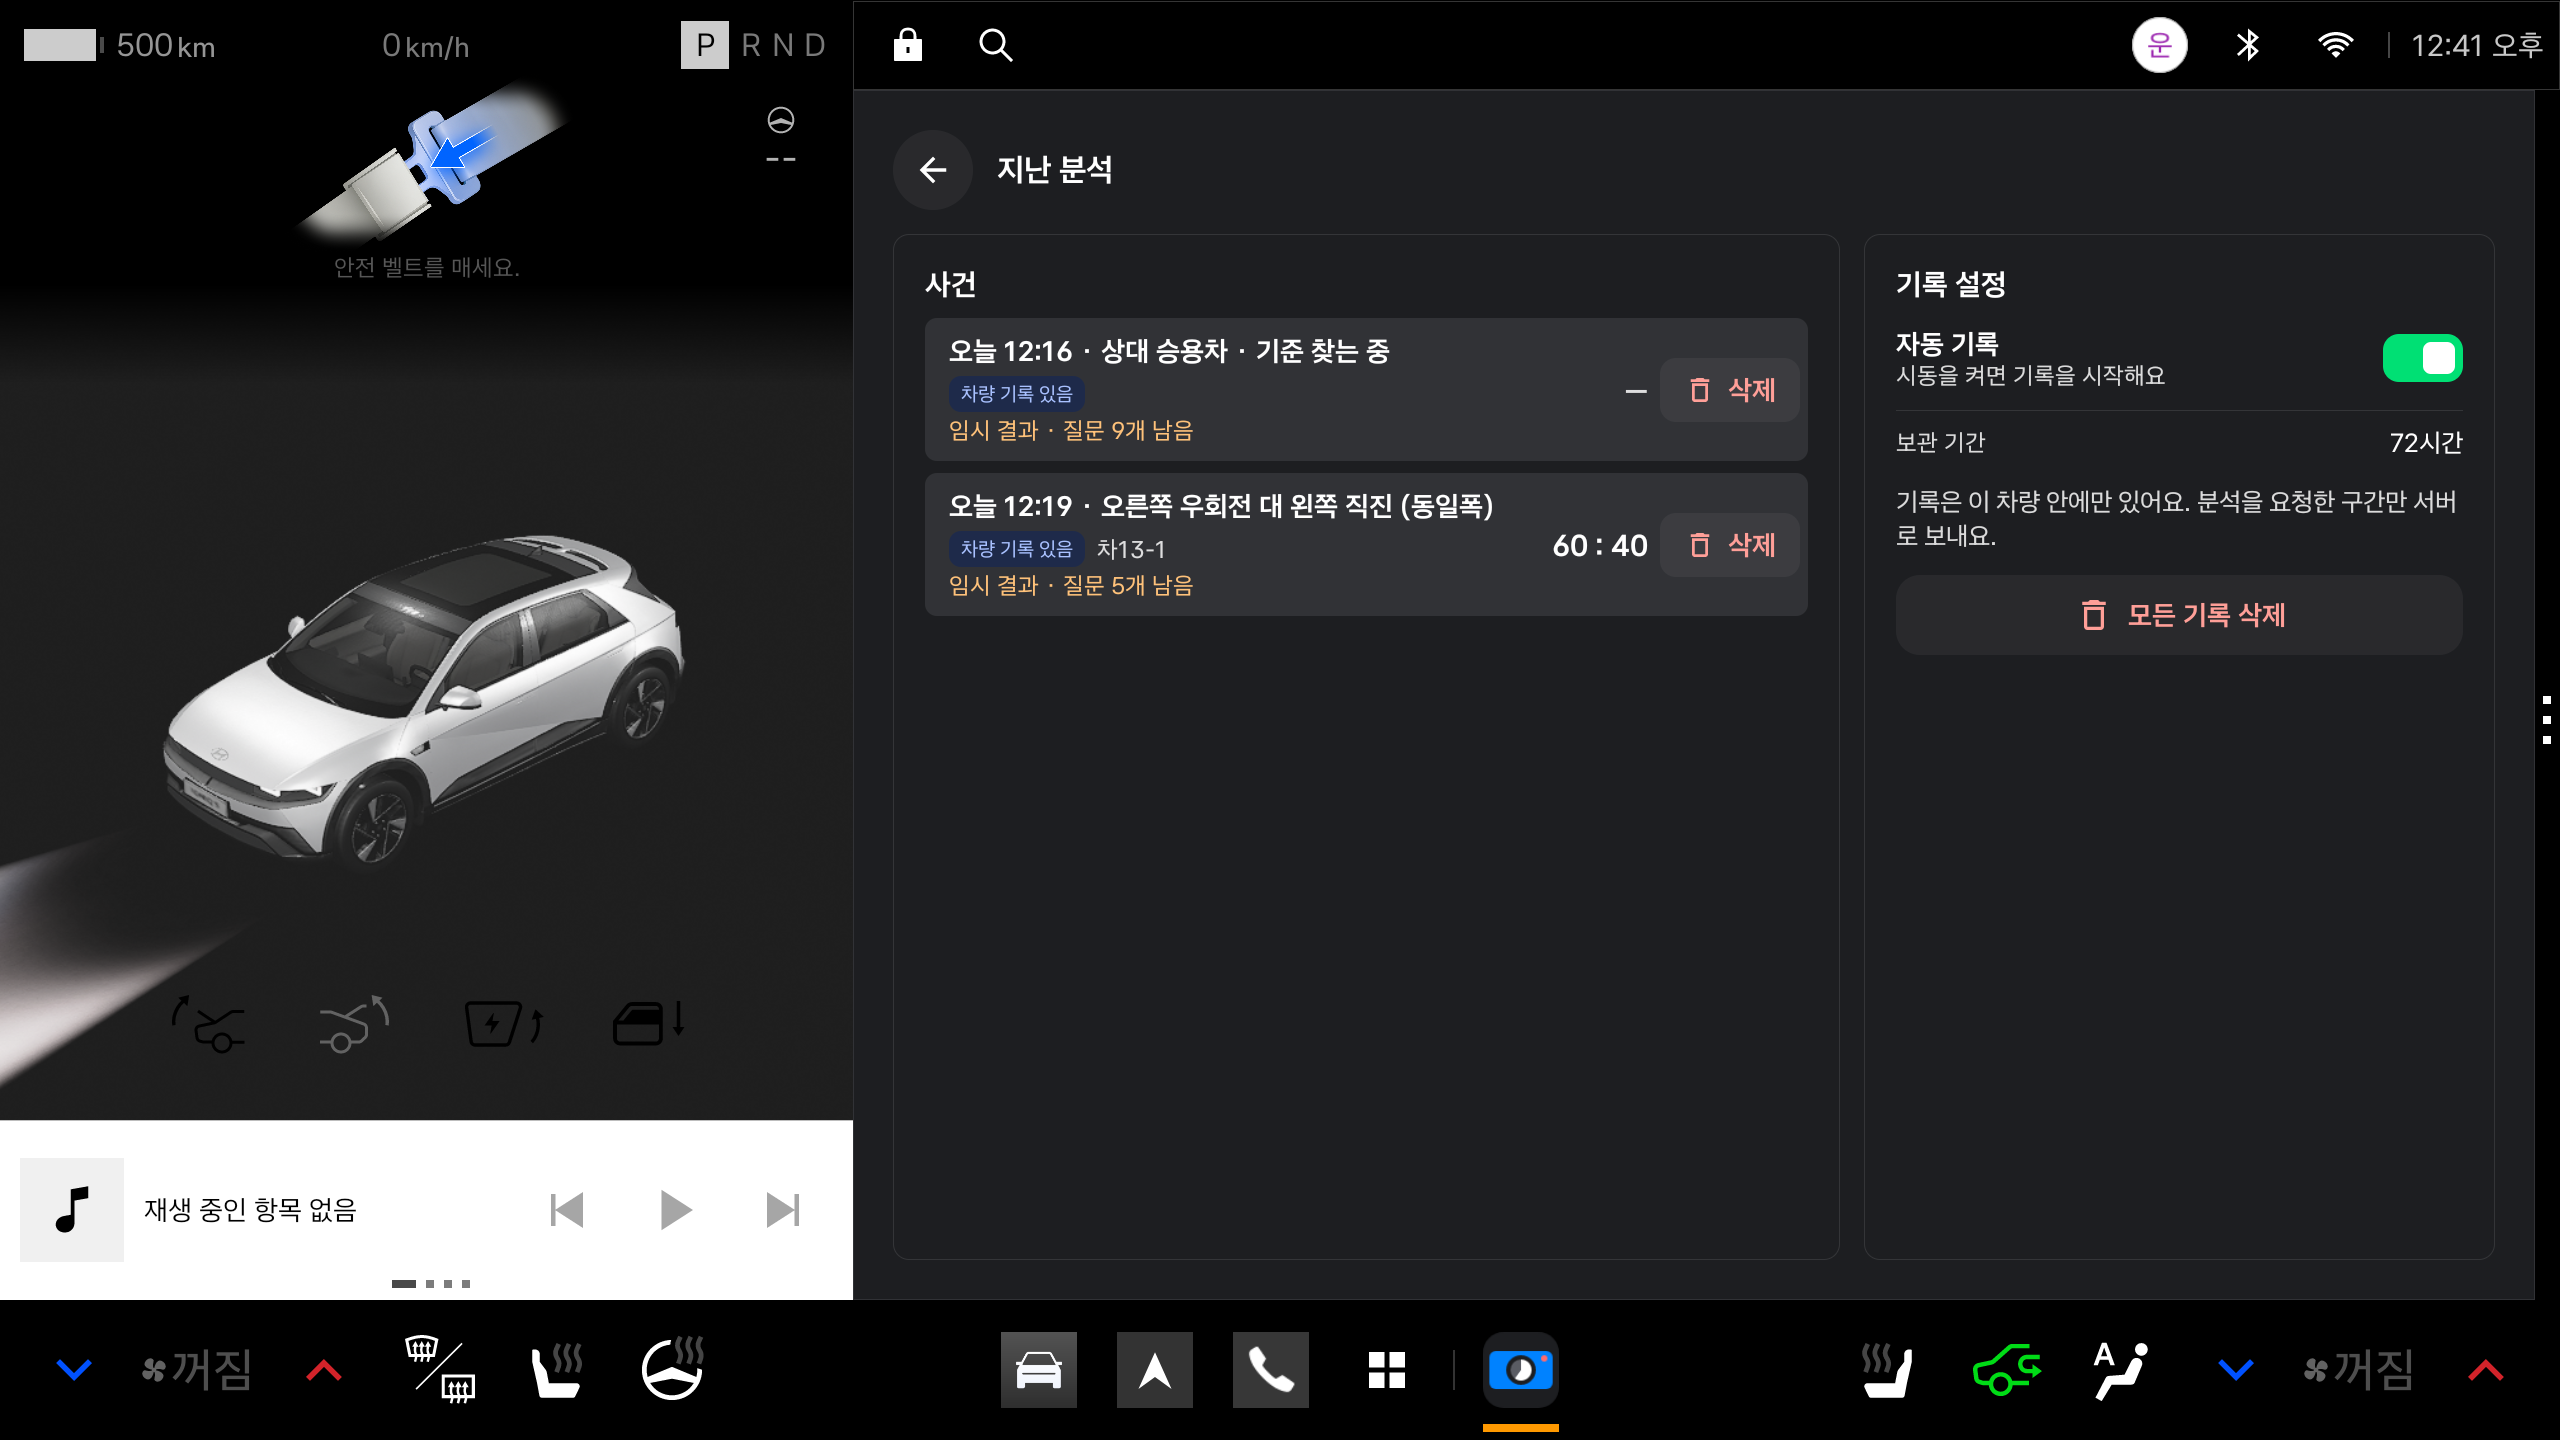 500 km
0 km/h
P R N D
안전 벨트를 매세요.
운
12:41 오후
지난 분석
사건
오늘 12:16 · 상대 승용차 · 기준 찾는 중
차량 기록 있음
임시 결과 · 질문 9개 남음
—
삭제
오늘 12:19 · 오른쪽 우회전 대 왼쪽 직진 (동일폭)
차량 기록 있음 차13-1
임시 결과 · 질문 5개 남음
60 : 40
삭제
기록 설정
자동 기록
시동을 켜면 기록을 시작해요
보관 기간 72시간
기록은 이 차량 안에만 있어요. 분석을 요청한 구간만 서버
로 보내요.
모든 기록 삭제
재생 중인 항목 없음
꺼짐
A
꺼짐